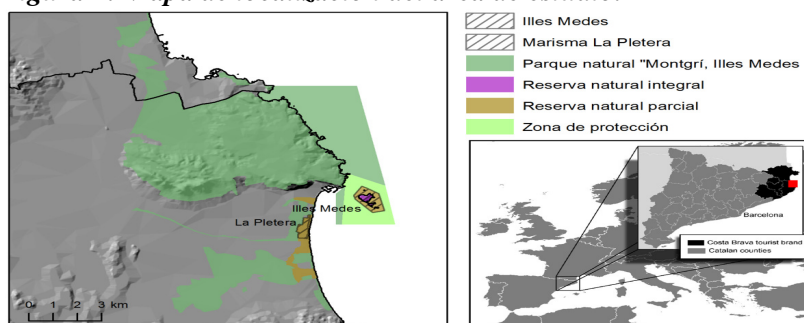 Illes Medes
Marisma La Pletera
Parque natural "Montgrí, Illes Medes
Reserva natural integral
Reserva natural parcial
Zona de protección
Illes Medes
La Pletera
0 1 2 3 km
Barcelona
Costa Brava tourist brand
Catalan counties